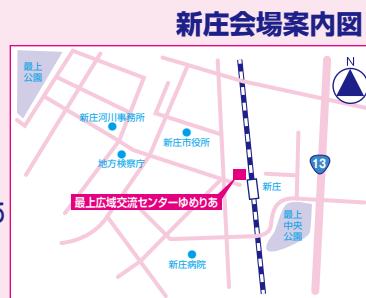 新庄会場案内図
最上
公園
N
新庄河川事務所
新庄市役所
地方検察庁
13
新庄
最上広域交流センターゆめりあ
最上
中央
公園
新庄病院